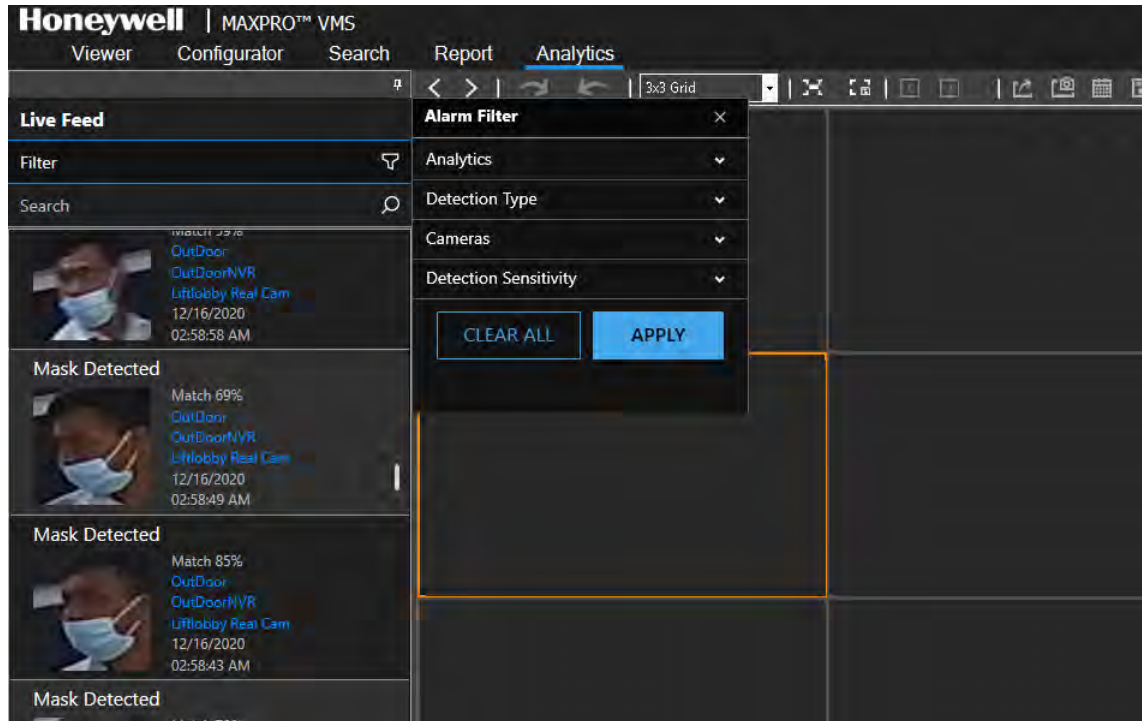 Honeywell | MAXPRO™ VMS
Viewer Configurator Search Report Analytics
3x3 Grid
Live Feed
Filter
Search
Alarm Filter
Analytics
Detection Type
Cameras
Detection Sensitivity
CLEAR ALL APPLY
OutDoor
OutDoorNVR
Liftlobby Real Cam
12/16/2020
02:58:58 AM
Mask Detected
Match 69%
OutDoor
OutDoorNVR
Liftlobby Real Cam
12/16/2020
02:58:49 AM
Mask Detected
Match 85%
OutDoor
OutDoorNVR
Liftlobby Real Cam
12/16/2020
02:58:43 AM
Mask Detected